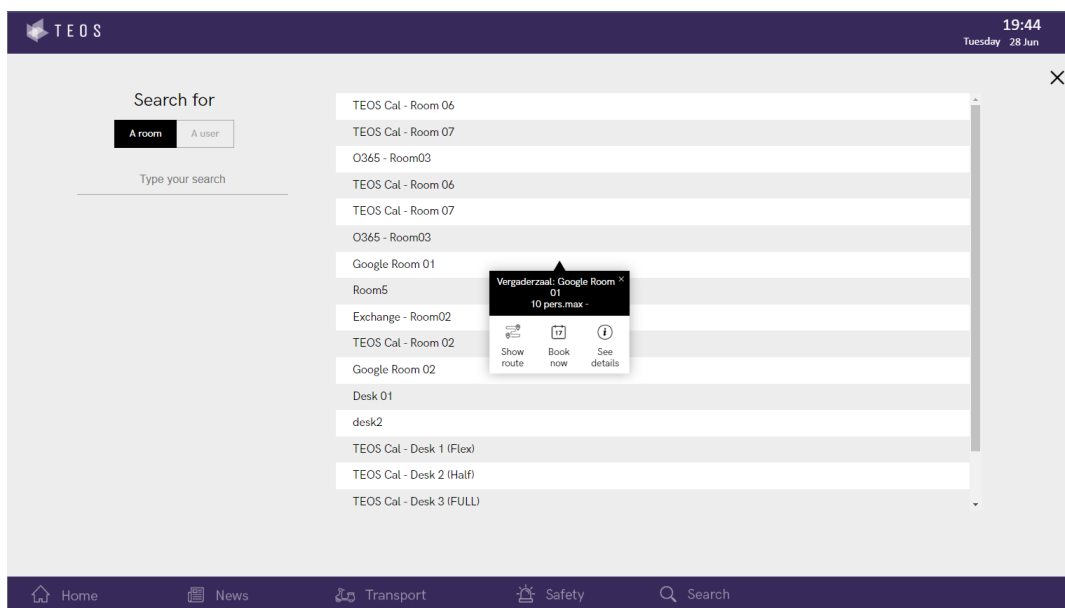 TEOS
19:44
Tuesday 28 Jun
Search for
A room
A user
Type your search
TEOS Cal - Room 06
TEOS Cal - Room 07
O365 - Room03
TEOS Cal - Room 06
TEOS Cal - Room 07
O365 - Room03
Google Room 01
Room5
Exchange - Room02
TEOS Cal - Room 02
Google Room 02
Desk 01
desk2
TEOS Cal - Desk 1 (Flex)
TEOS Cal - Desk 2 (Half)
TEOS Cal - Desk 3 (FULL)
Vergaderzaal: Google Room
01
10 pers.max -
17
Show
route
Book
now
See
details
Home
News
Transport
Safety
Search